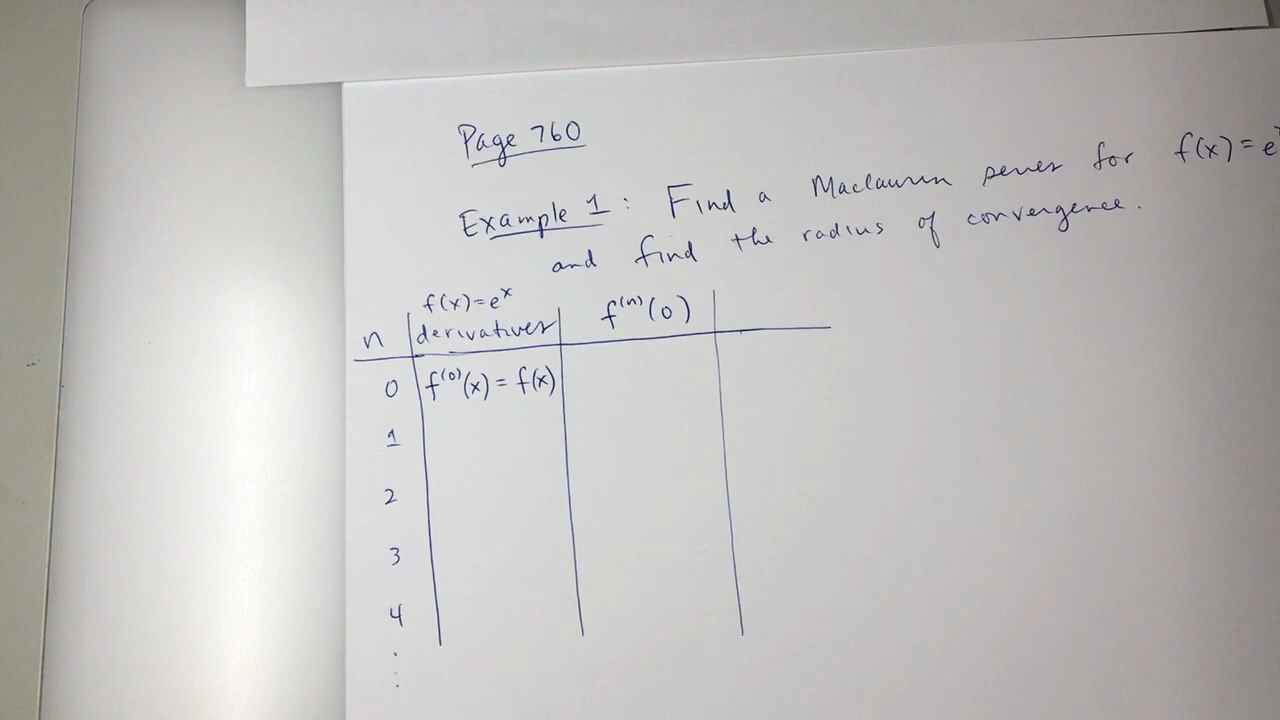 Page 760
Example 1: Find a Maclaurin series for f(x) = e^x
and find the radius of convergence.
f(x) = e^x
n derivatives f^(n)(0)
0 f^(0)(x) = f(x)
1
2
3
4
⋮